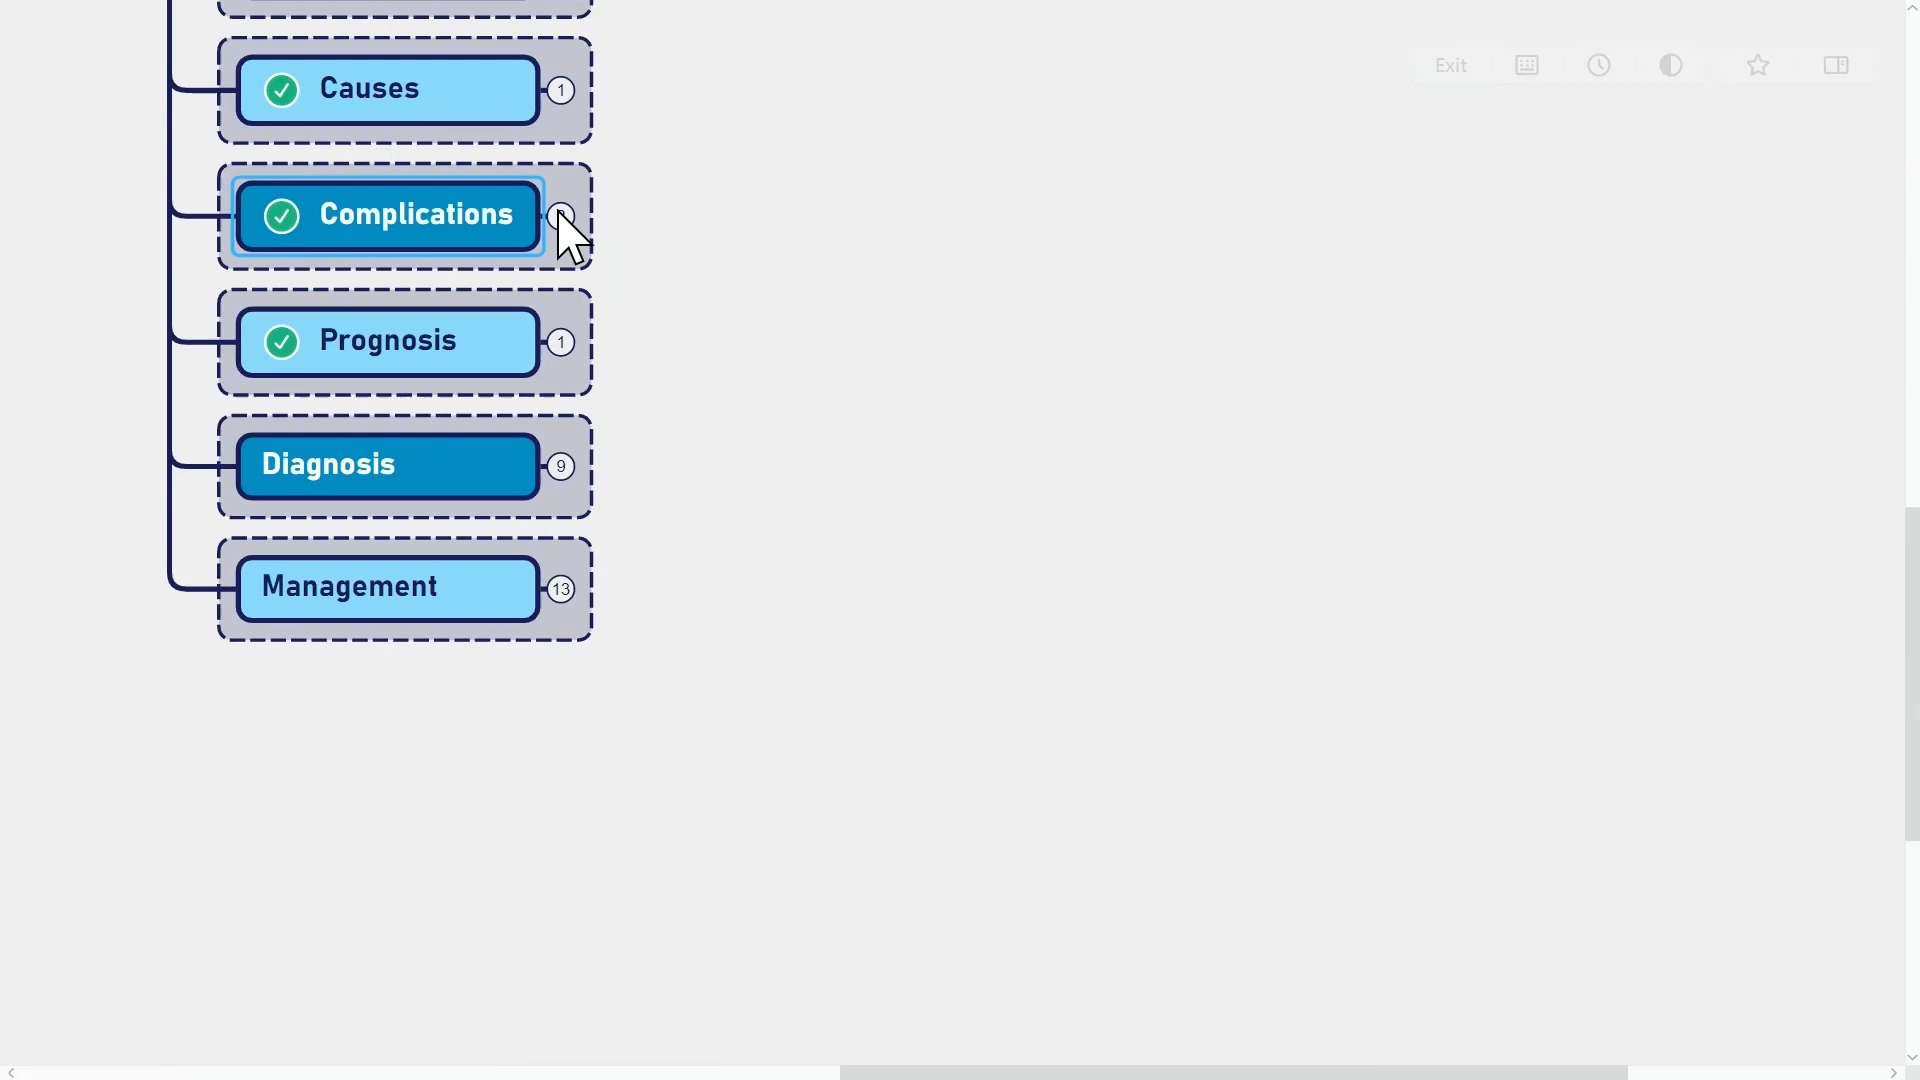 Exit
Causes 1
Complications
Prognosis 1
Diagnosis 9
Management 13